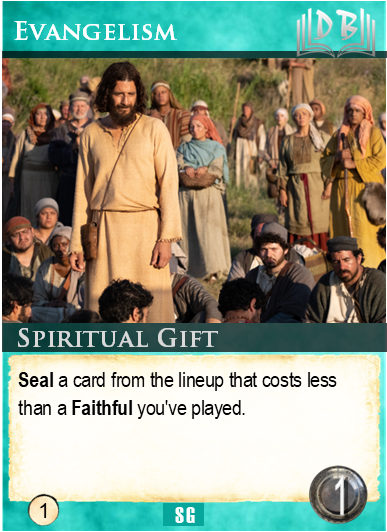 Evangelism
DB
Spiritual Gift
Seal a card from the lineup that costs less
than a Faithful you've played.
1
SG
1